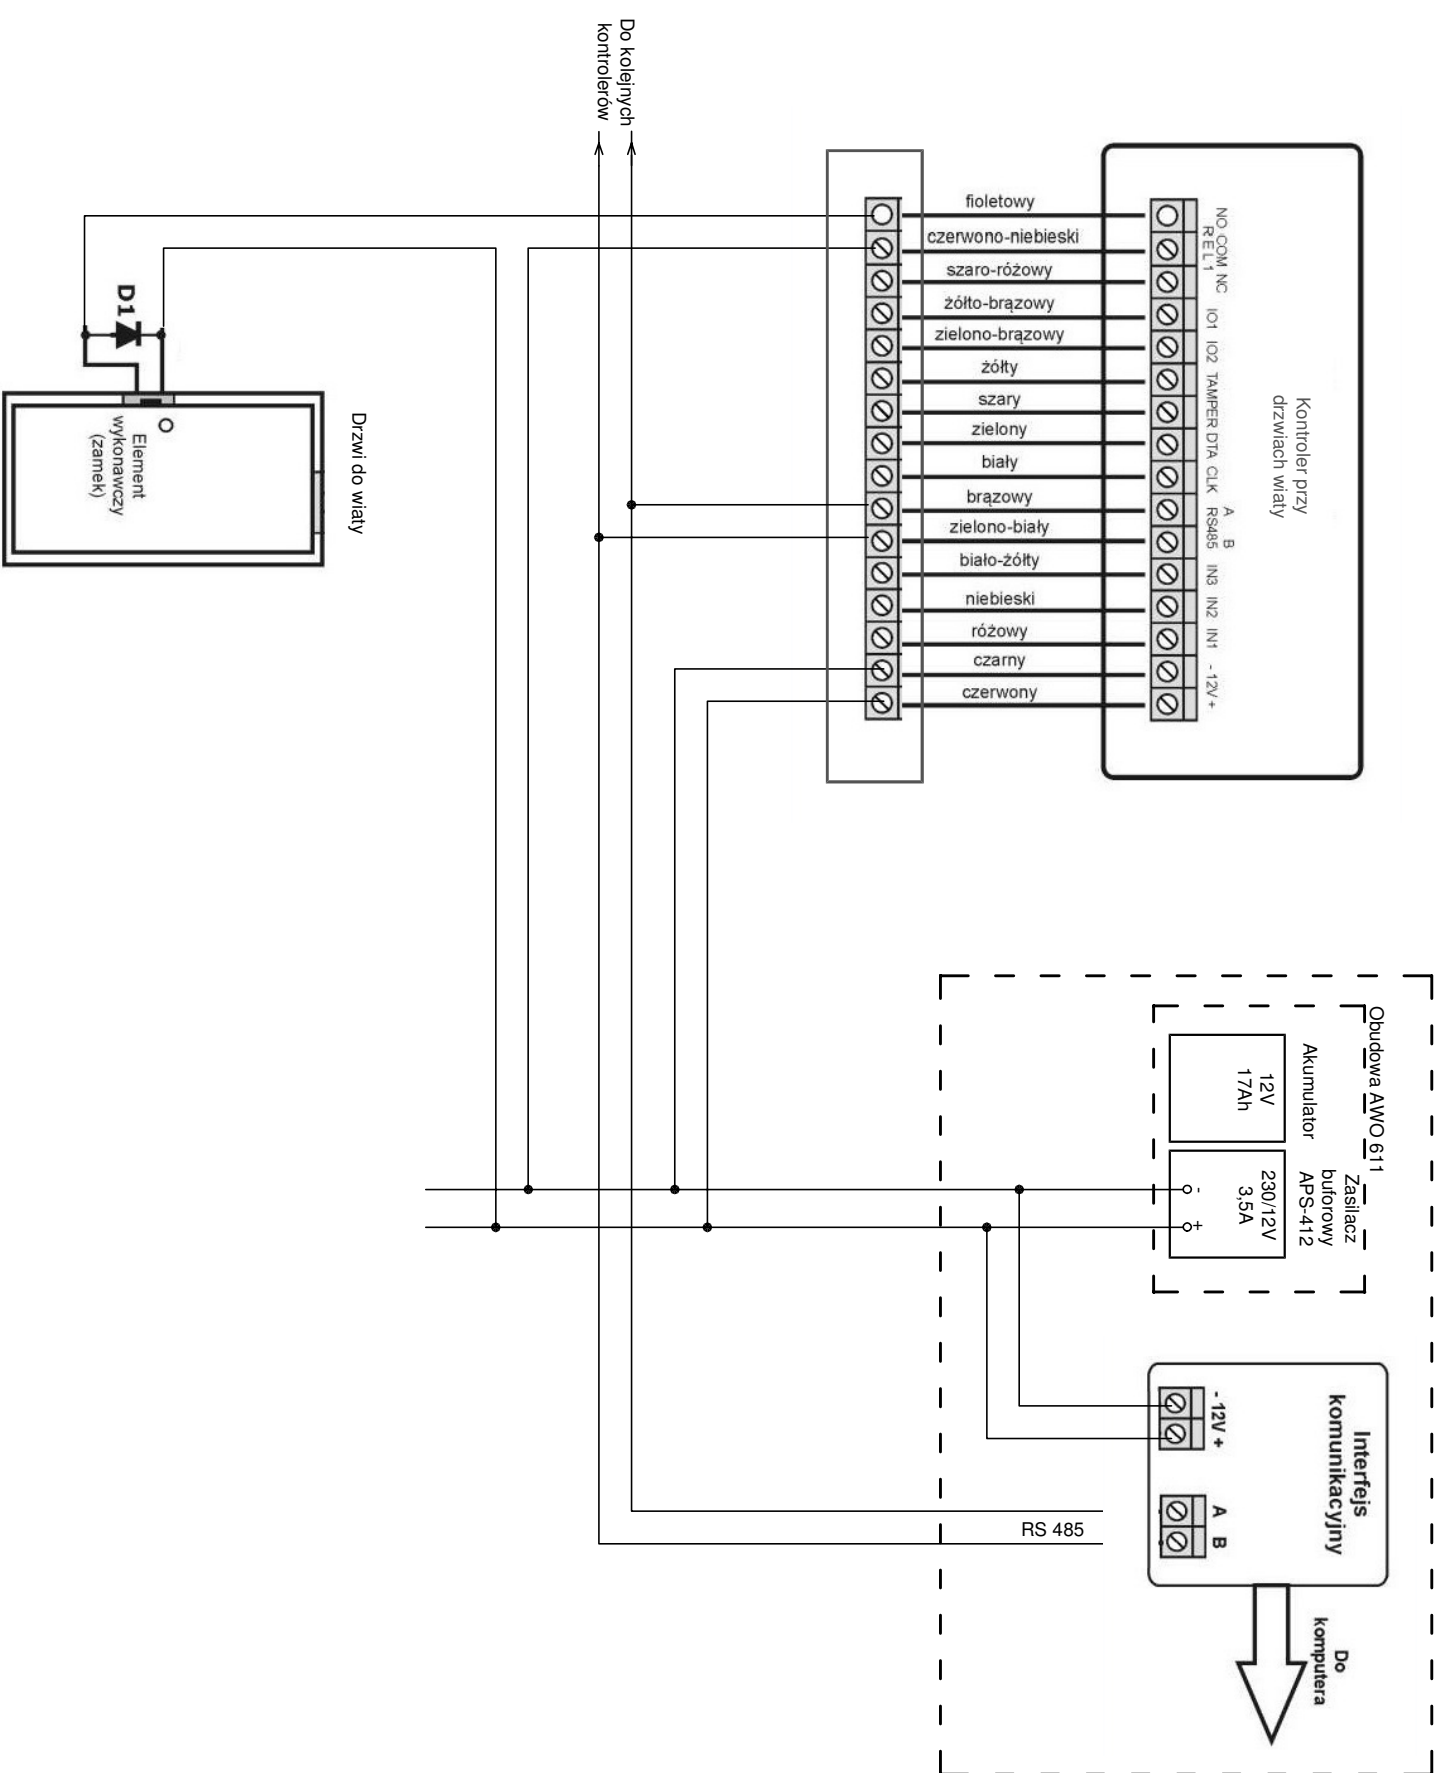 Do kolejnych
kontrolerów
fioletowy
czerwono-niebieski
szaro-różowy
żółto-brązowy
zielono-brązowy
żółty
szary
zielony
biały
brązowy
zielono-biały
biało-żółty
niebieski
różowy
czarny
czerwony
NO COM NC
REL1
IO1
IO2
TAMPER
DTA
CLK
A B
RS485
IN3
IN2
IN1
- 12V +
Kontroler przy
drzwiach wiaty
D1
Drzwi do wiaty
Element
wykonawczy
(zamek)
Obudowa AWO 611
Akumulator
12V
17Ah
Zasilacz
buforowy
APS-412
230/12V
3,5A
-
+
Interfejs
komunikacyjny
- 12V +
A B
RS 485
Do
komputera